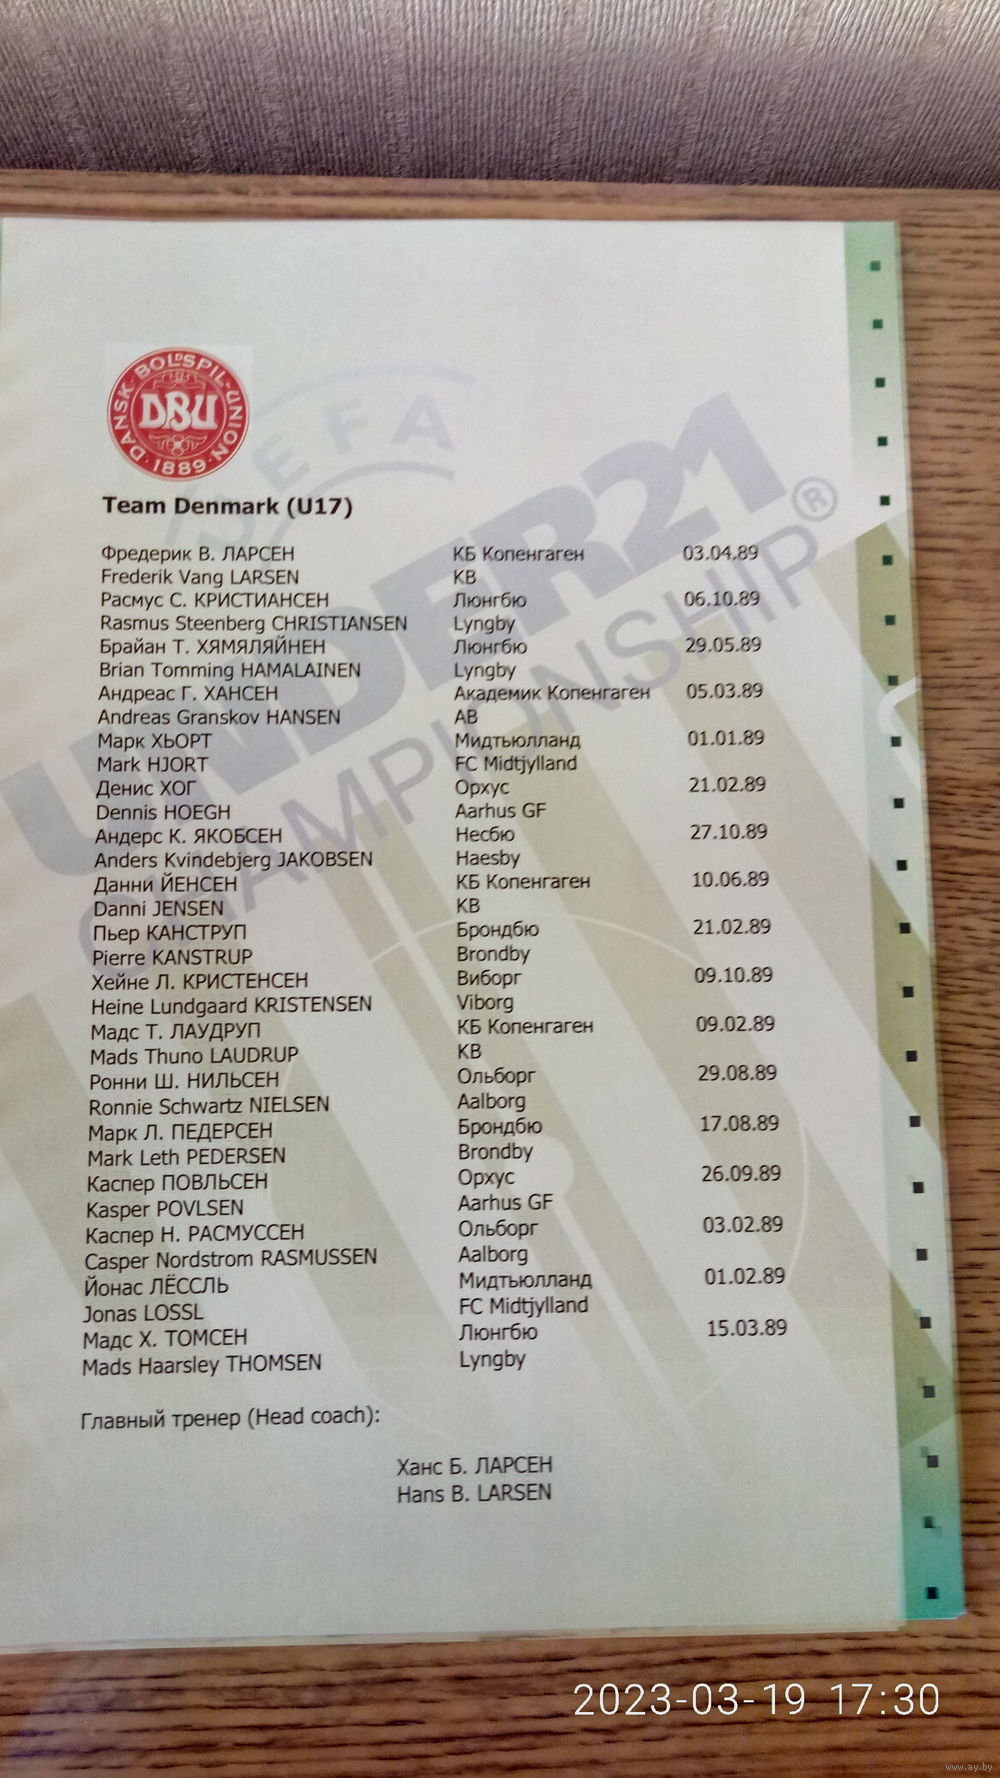 DANSK BOLDSPIL-UNION
DBU
1889
UEFA
UNDER21
CHAMPIONSHIP®
Team Denmark (U17)
Фредерик В. ЛАРСЕН КБ Копенгаген 03.04.89
Frederik Vang LARSEN KB
Расмус С. КРИСТИАНСЕН Люнгбю 06.10.89
Rasmus Steenberg CHRISTIANSEN Lyngby
Брайан Т. ХЯМЯЛЯЙНЕН Люнгбю 29.05.89
Brian Tomming HAMALAINEN Lyngby
Андреас Г. ХАНСЕН Академик Копенгаген 05.03.89
Andreas Granskov HANSEN AB
Марк ХЬОРТ Мидтьюлланд 01.01.89
Mark HJORT FC Midtjylland
Денис ХОГ Орхус 21.02.89
Dennis HOEGH Aarhus GF
Андерс К. ЯКОБСЕН Несбю 27.10.89
Anders Kvindebjerg JAKOBSEN Haesby
Данни ЙЕНСЕН КБ Копенгаген 10.06.89
Danni JENSEN KB
Пьер КАНСТРУП Брондбю 21.02.89
Pierre KANSTRUP Brondby
Хейне Л. КРИСТЕНСЕН Виборг 09.10.89
Heine Lundgaard KRISTENSEN Viborg
Мадс Т. ЛАУДРУП КБ Копенгаген 09.02.89
Mads Thuno LAUDRUP KB
Ронни Ш. НИЛЬСЕН Ольборг 29.08.89
Ronnie Schwartz NIELSEN Aalborg
Марк Л. ПЕДЕРСЕН Брондбю 17.08.89
Mark Leth PEDERSEN Brondby
Каспер ПОВЛЬСЕН Орхус 26.09.89
Kasper POVLSEN Aarhus GF
Каспер Н. РАСМУССЕН Ольборг 03.02.89
Casper Nordstrom RASMUSSEN Aalborg
Йонас ЛЁССЛЬ Мидтьюлланд 01.02.89
Jonas LOSSL FC Midtjylland
Мадс Х. ТОМСЕН Люнгбю 15.03.89
Mads Haarsley THOMSEN Lyngby
Главный тренер (Head coach):
Ханс Б. ЛАРСЕН
Hans B. LARSEN
2023-03-19 17:30
www.ay.by